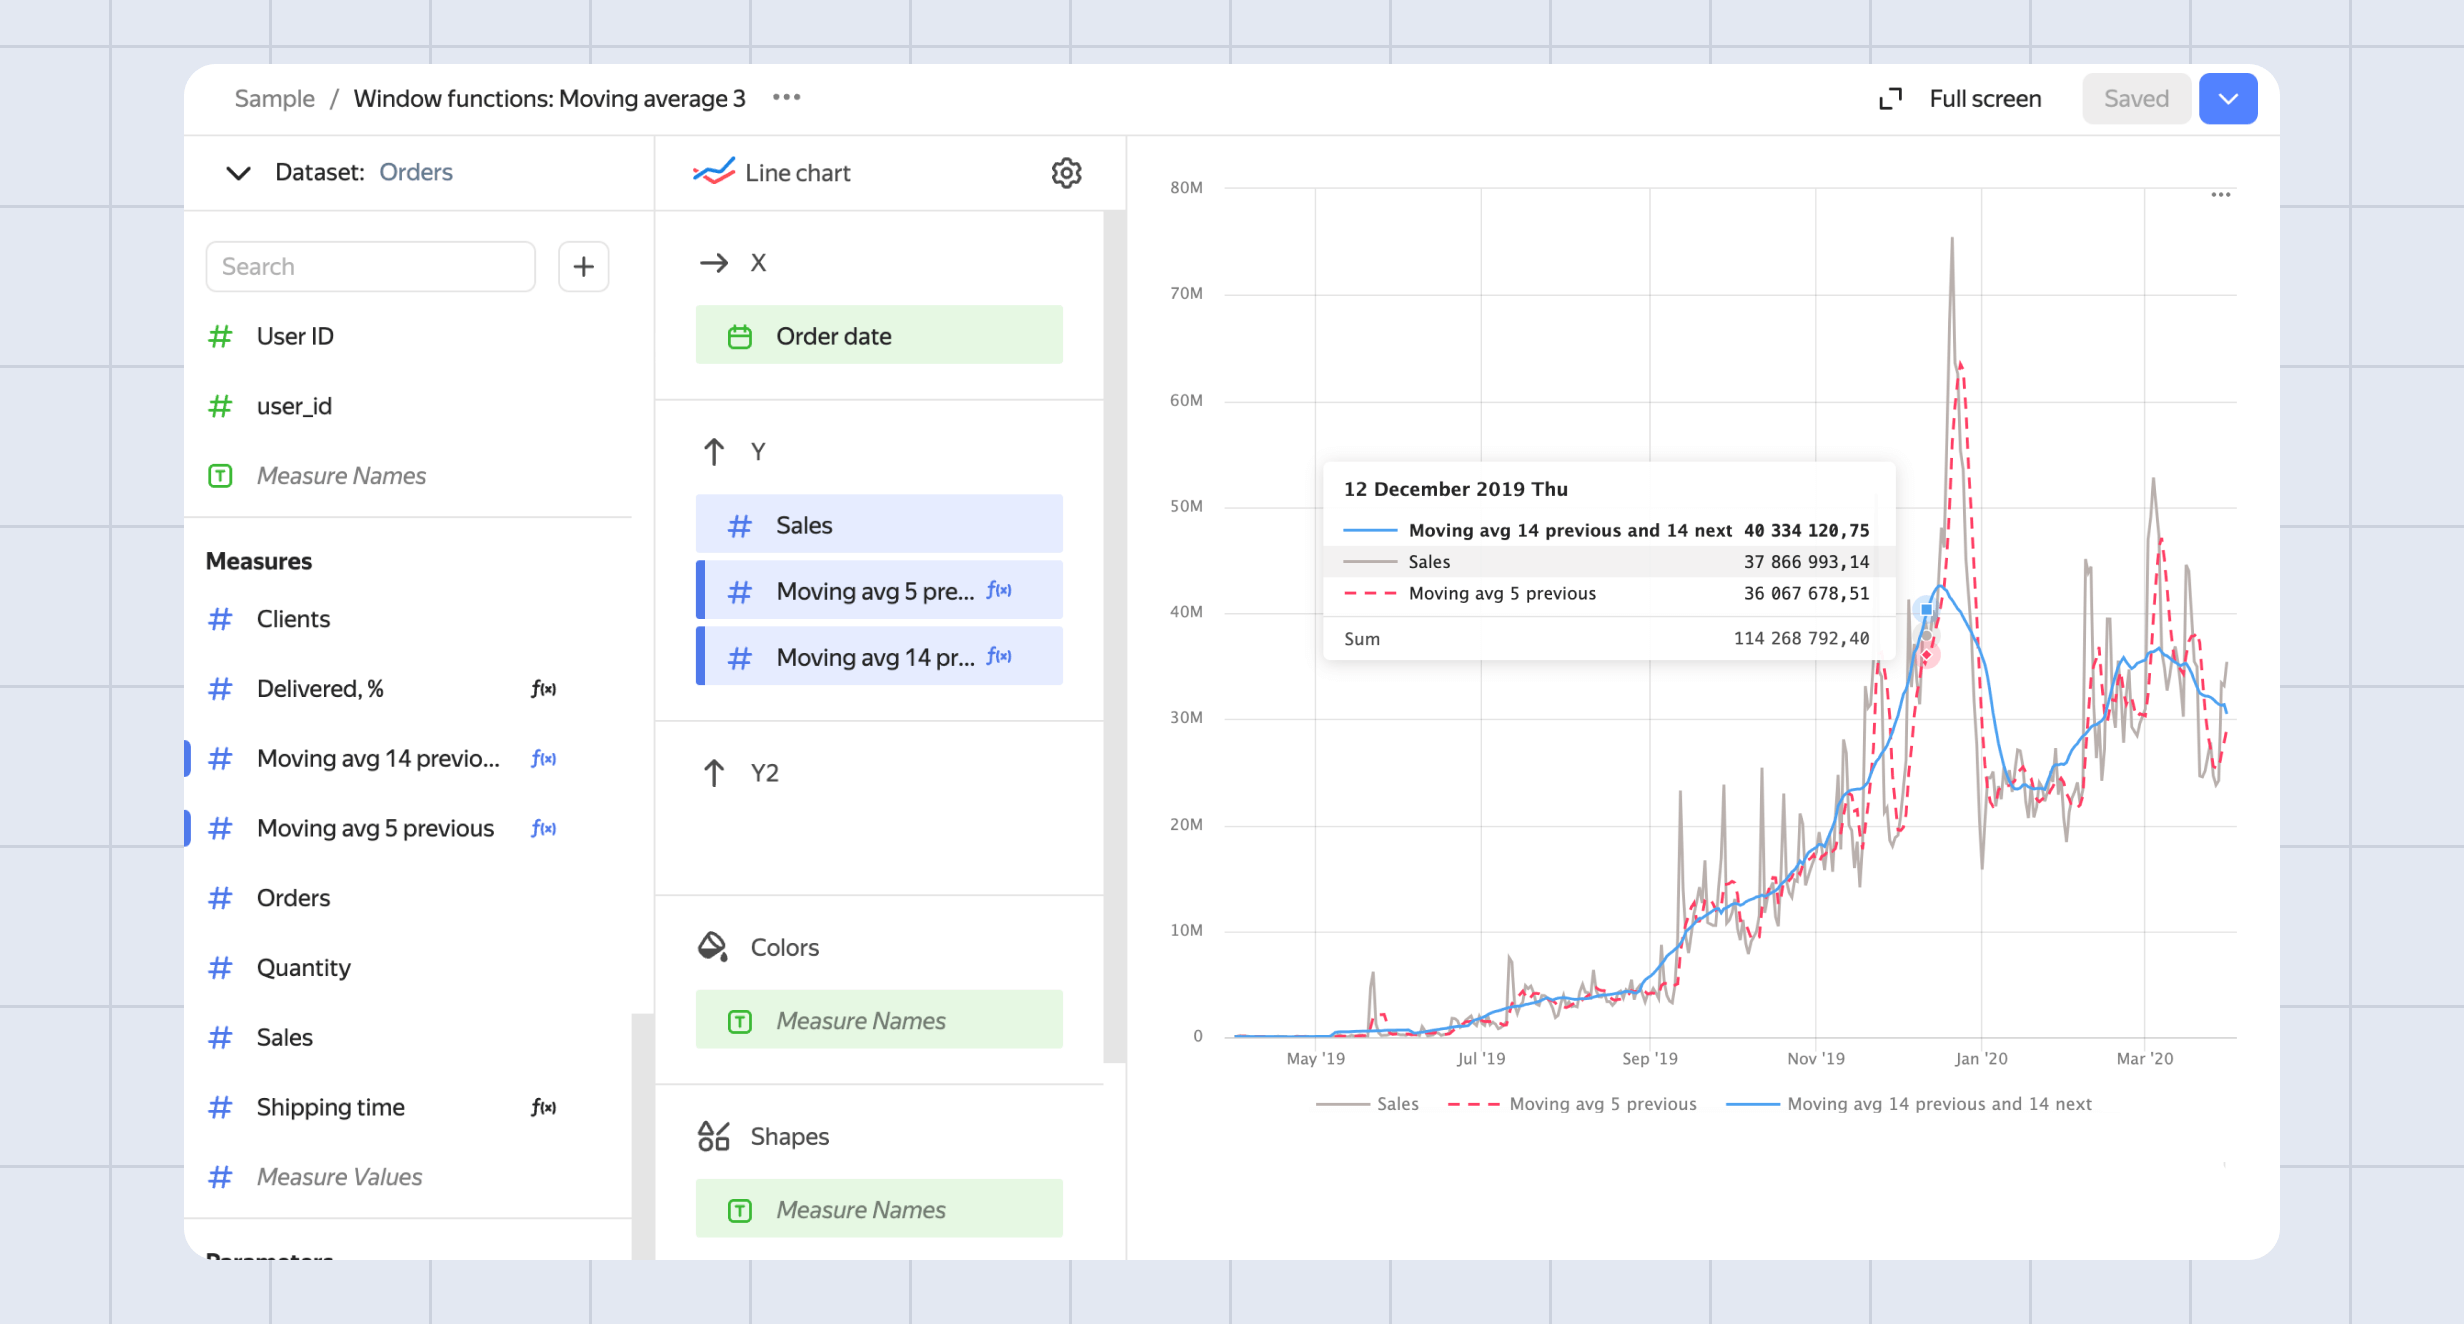 Sample / Window functions: Moving average 3
Full screen
Saved
Dataset: Orders
Search
User ID
user_id
Measure Names
Measures
Clients
Delivered, % f(x)
Moving avg 14 previo... f(x)
Moving avg 5 previous f(x)
Orders
Quantity
Sales
Shipping time f(x)
Measure Values
Parameters
Line chart
X
Order date
Y
Sales
Moving avg 5 pre... f(x)
Moving avg 14 pr... f(x)
Y2
Colors
T Measure Names
Shapes
T Measure Names
80M
70M
60M
50M
40M
30M
20M
10M
0
12 December 2019 Thu
Moving avg 14 previous and 14 next 40 334 120,75
Sales 37 866 993,14
Moving avg 5 previous 36 067 678,51
Sum 114 268 792,40
May '19 Jul '19 Sep '19 Nov '19 Jan '20 Mar '20
Sales Moving avg 5 previous Moving avg 14 previous and 14 next